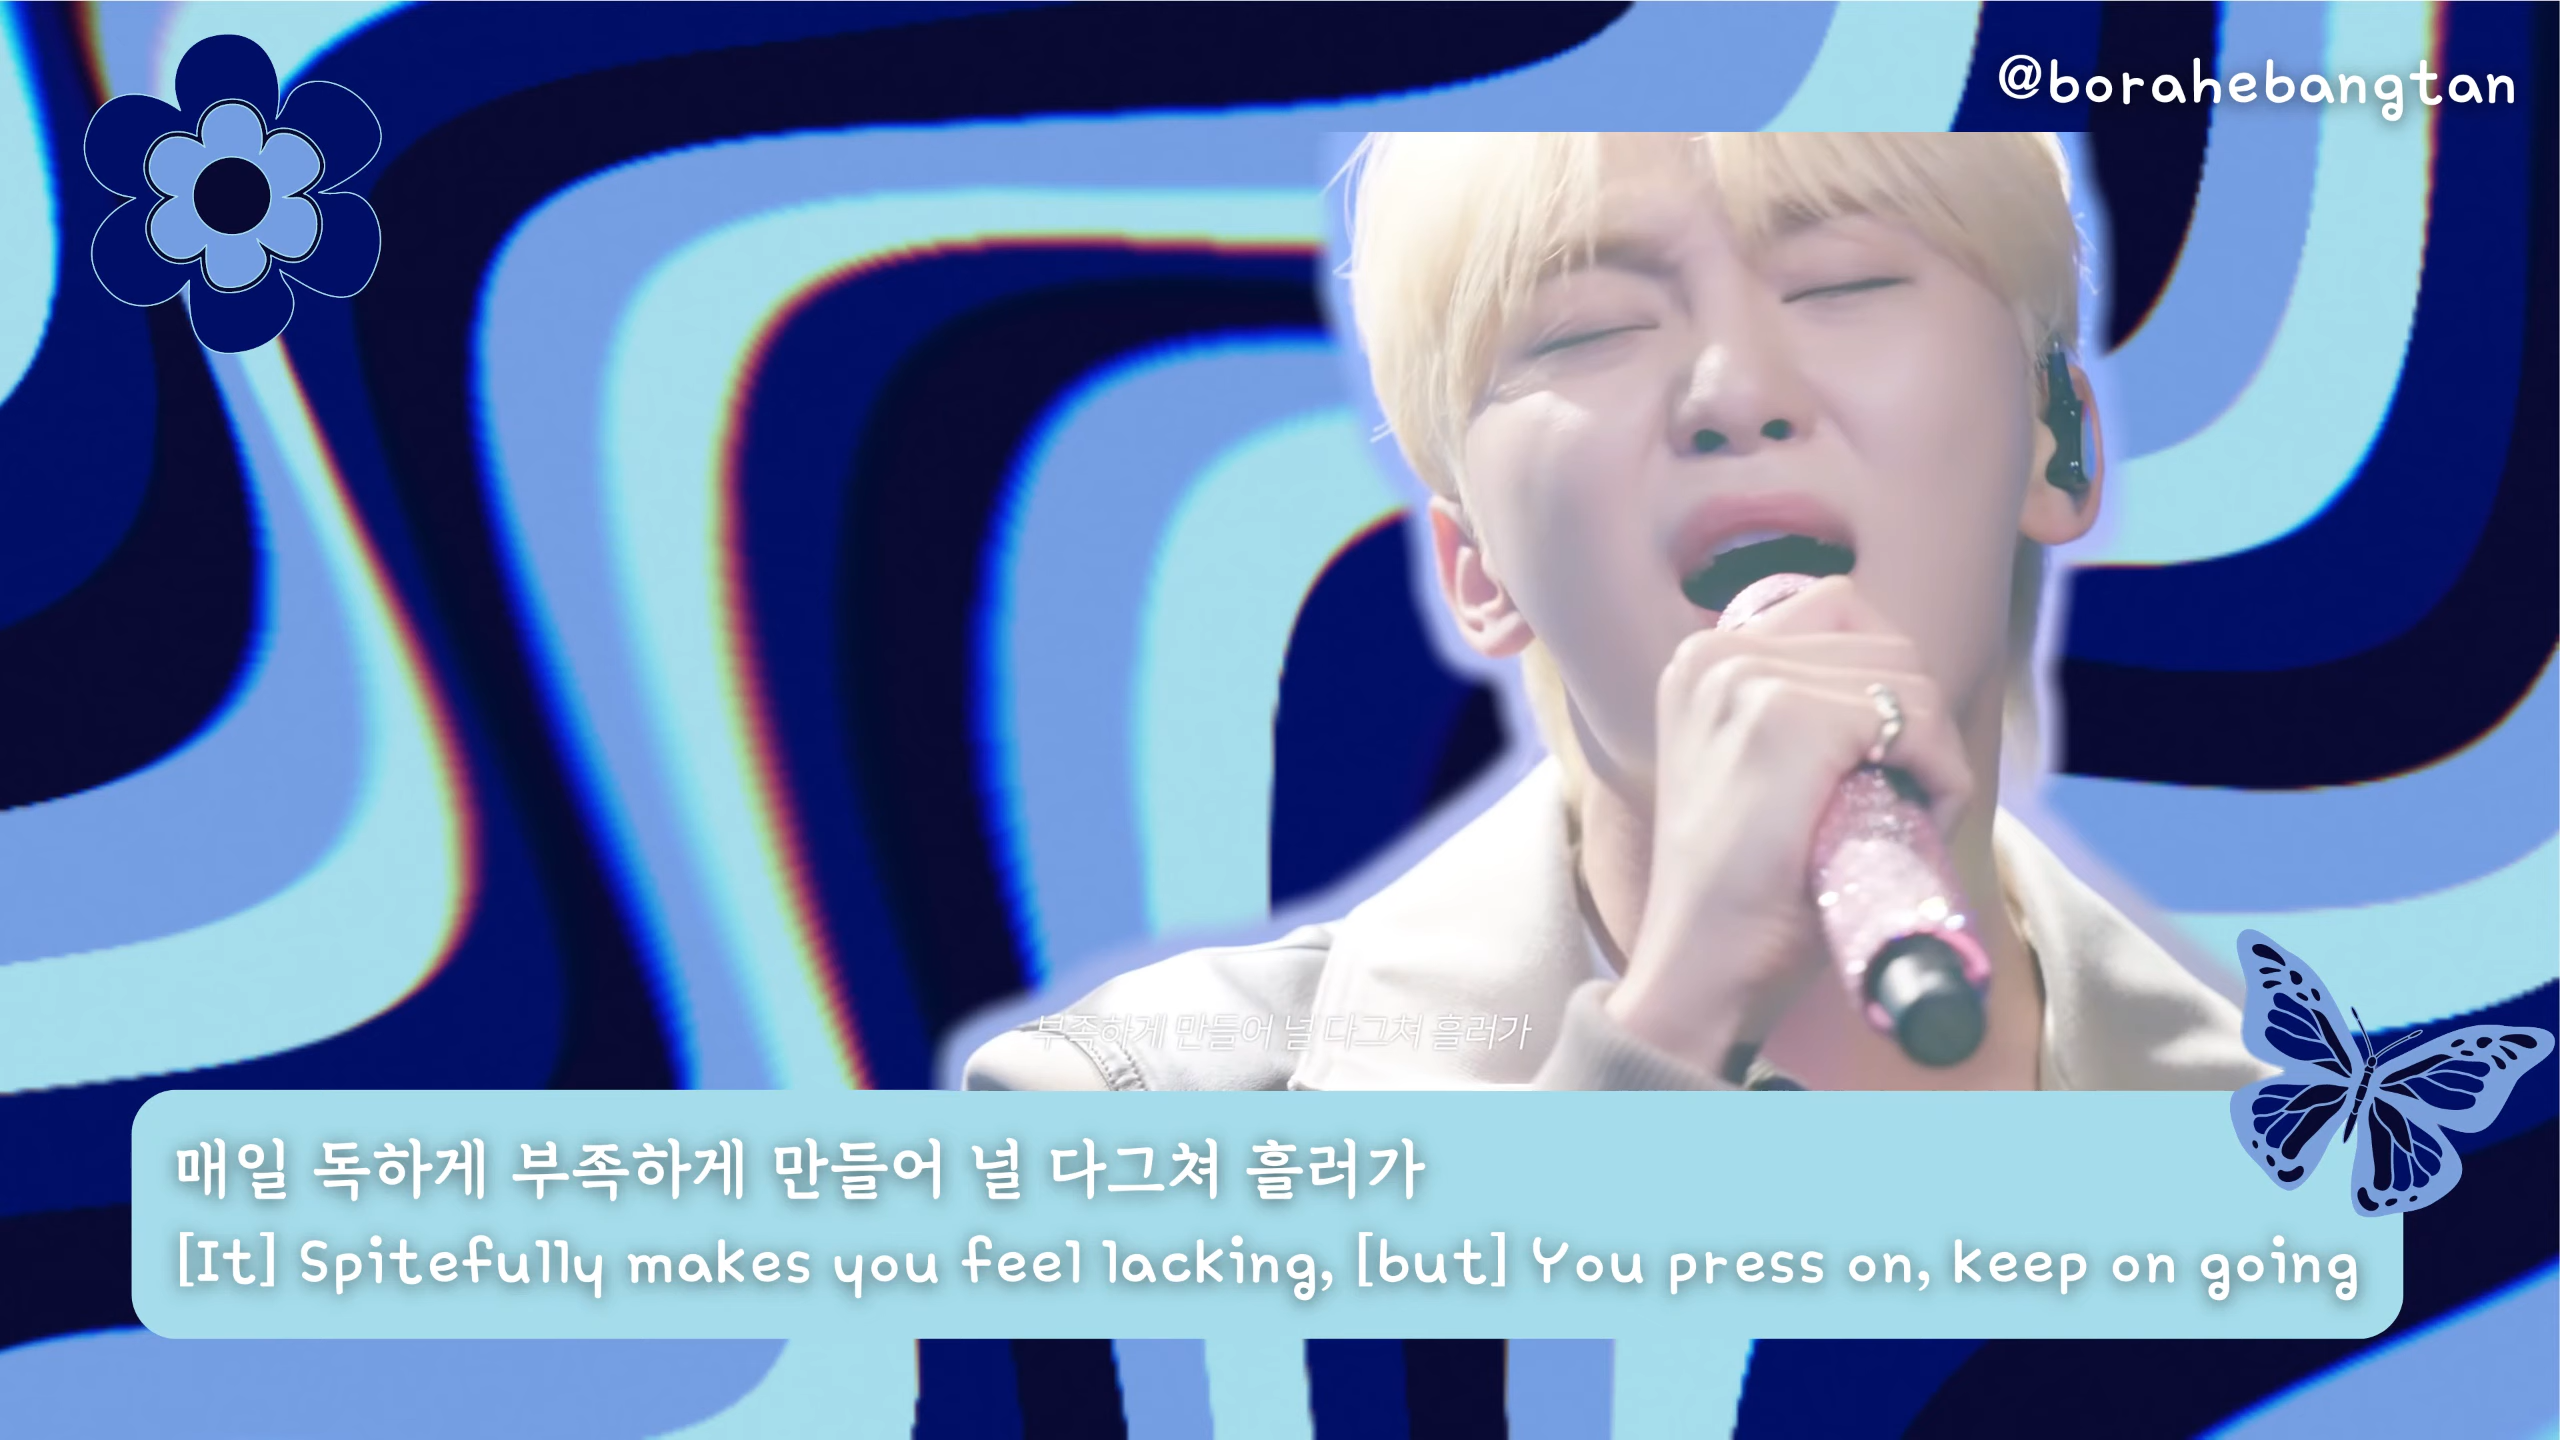 @borahebangtan
부족하게 만들어 널 다그쳐 흘러가
매일 독하게 부족하게 만들어 널 다그쳐 흘러가
[It] Spitefully makes you feel lacking, [but] You press on, keep on going